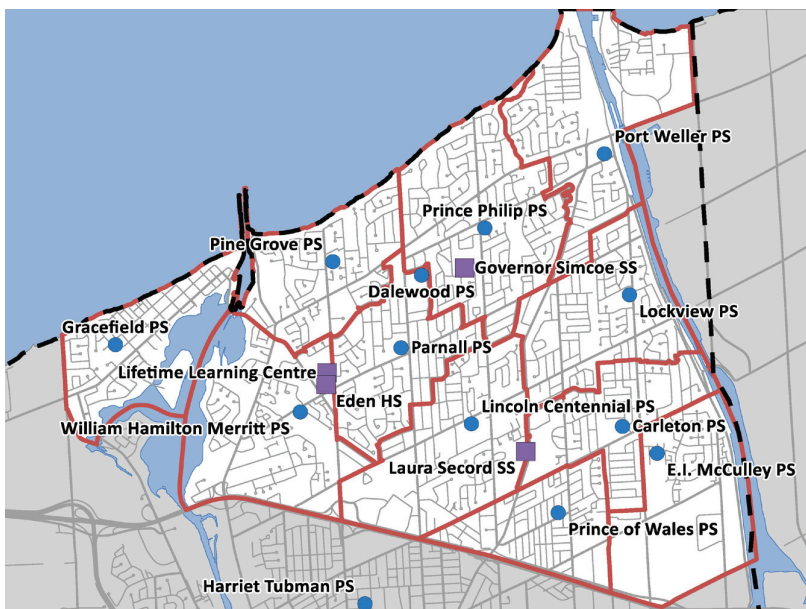 Port Weller PS
Prince Philip PS
Pine Grove PS
Governor Simcoe SS
Dalewood PS
Lockview PS
Gracefield PS
Parnall PS
Lifetime Learning Centre
Eden HS
Lincoln Centennial PS
William Hamilton Merritt PS
Carleton PS
Laura Secord SS
E.I. McCulley PS
Prince of Wales PS
Harriet Tubman PS